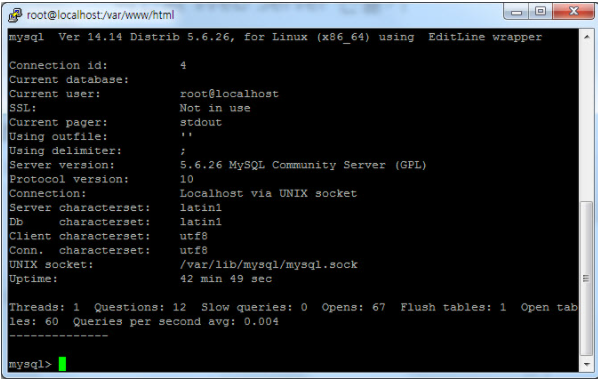 root@localhost:/var/www/html
mysql  Ver 14.14 Distrib 5.6.26, for Linux (x86_64) using  EditLine wrapper
Connection id:          4
Current database:
Current user:           root@localhost
SSL:                    Not in use
Current pager:          stdout
Using outfile:          ''
Using delimiter:        ;
Server version:         5.6.26 MySQL Community Server (GPL)
Protocol version:       10
Connection:             Localhost via UNIX socket
Server characterset:    latin1
Db     characterset:    latin1
Client characterset:    utf8
Conn.  characterset:    utf8
UNIX socket:            /var/lib/mysql/mysql.sock
Uptime:                 42 min 49 sec
Threads: 1  Questions: 12  Slow queries: 0  Opens: 67  Flush tables: 1  Open tab
les: 60  Queries per second avg: 0.004
--------------
mysql>